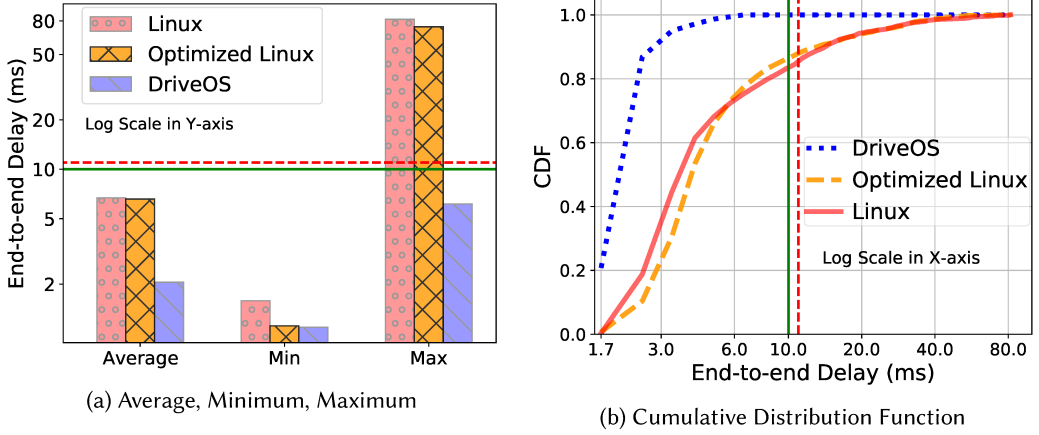 80
50
20
10
5
2
End-to-end Delay (ms)
Linux
Optimized Linux
DriveOS
Log Scale in Y-axis
Average
Min
Max
(a) Average, Minimum, Maximum
1.0
0.8
0.6
0.4
0.2
0.0
CDF
DriveOS
Optimized Linux
Linux
Log Scale in X-axis
1.7
3.0
6.0
10.0
20.0
40.0
80.0
End-to-end Delay (ms)
(b) Cumulative Distribution Function